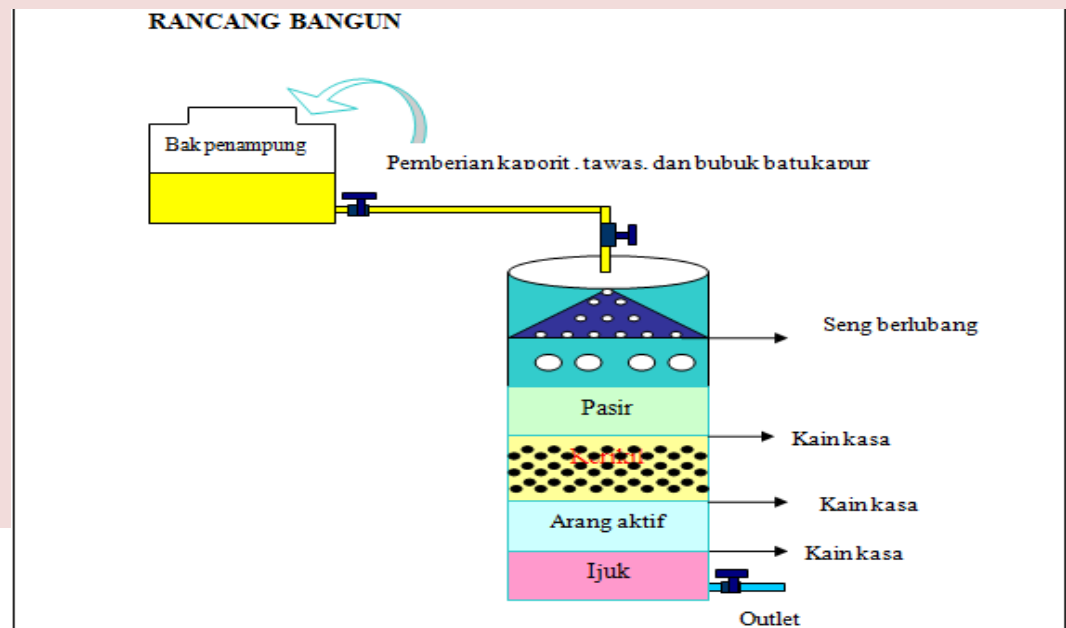 RANCANG BANGUN
Bak penampung
Pemberian kaporit, tawas, dan bubuk batukapur
Seng berlubang
Pasir
Kain kasa
Kerikil
Kain kasa
Arang aktif
Kain kasa
Ijuk
Outlet